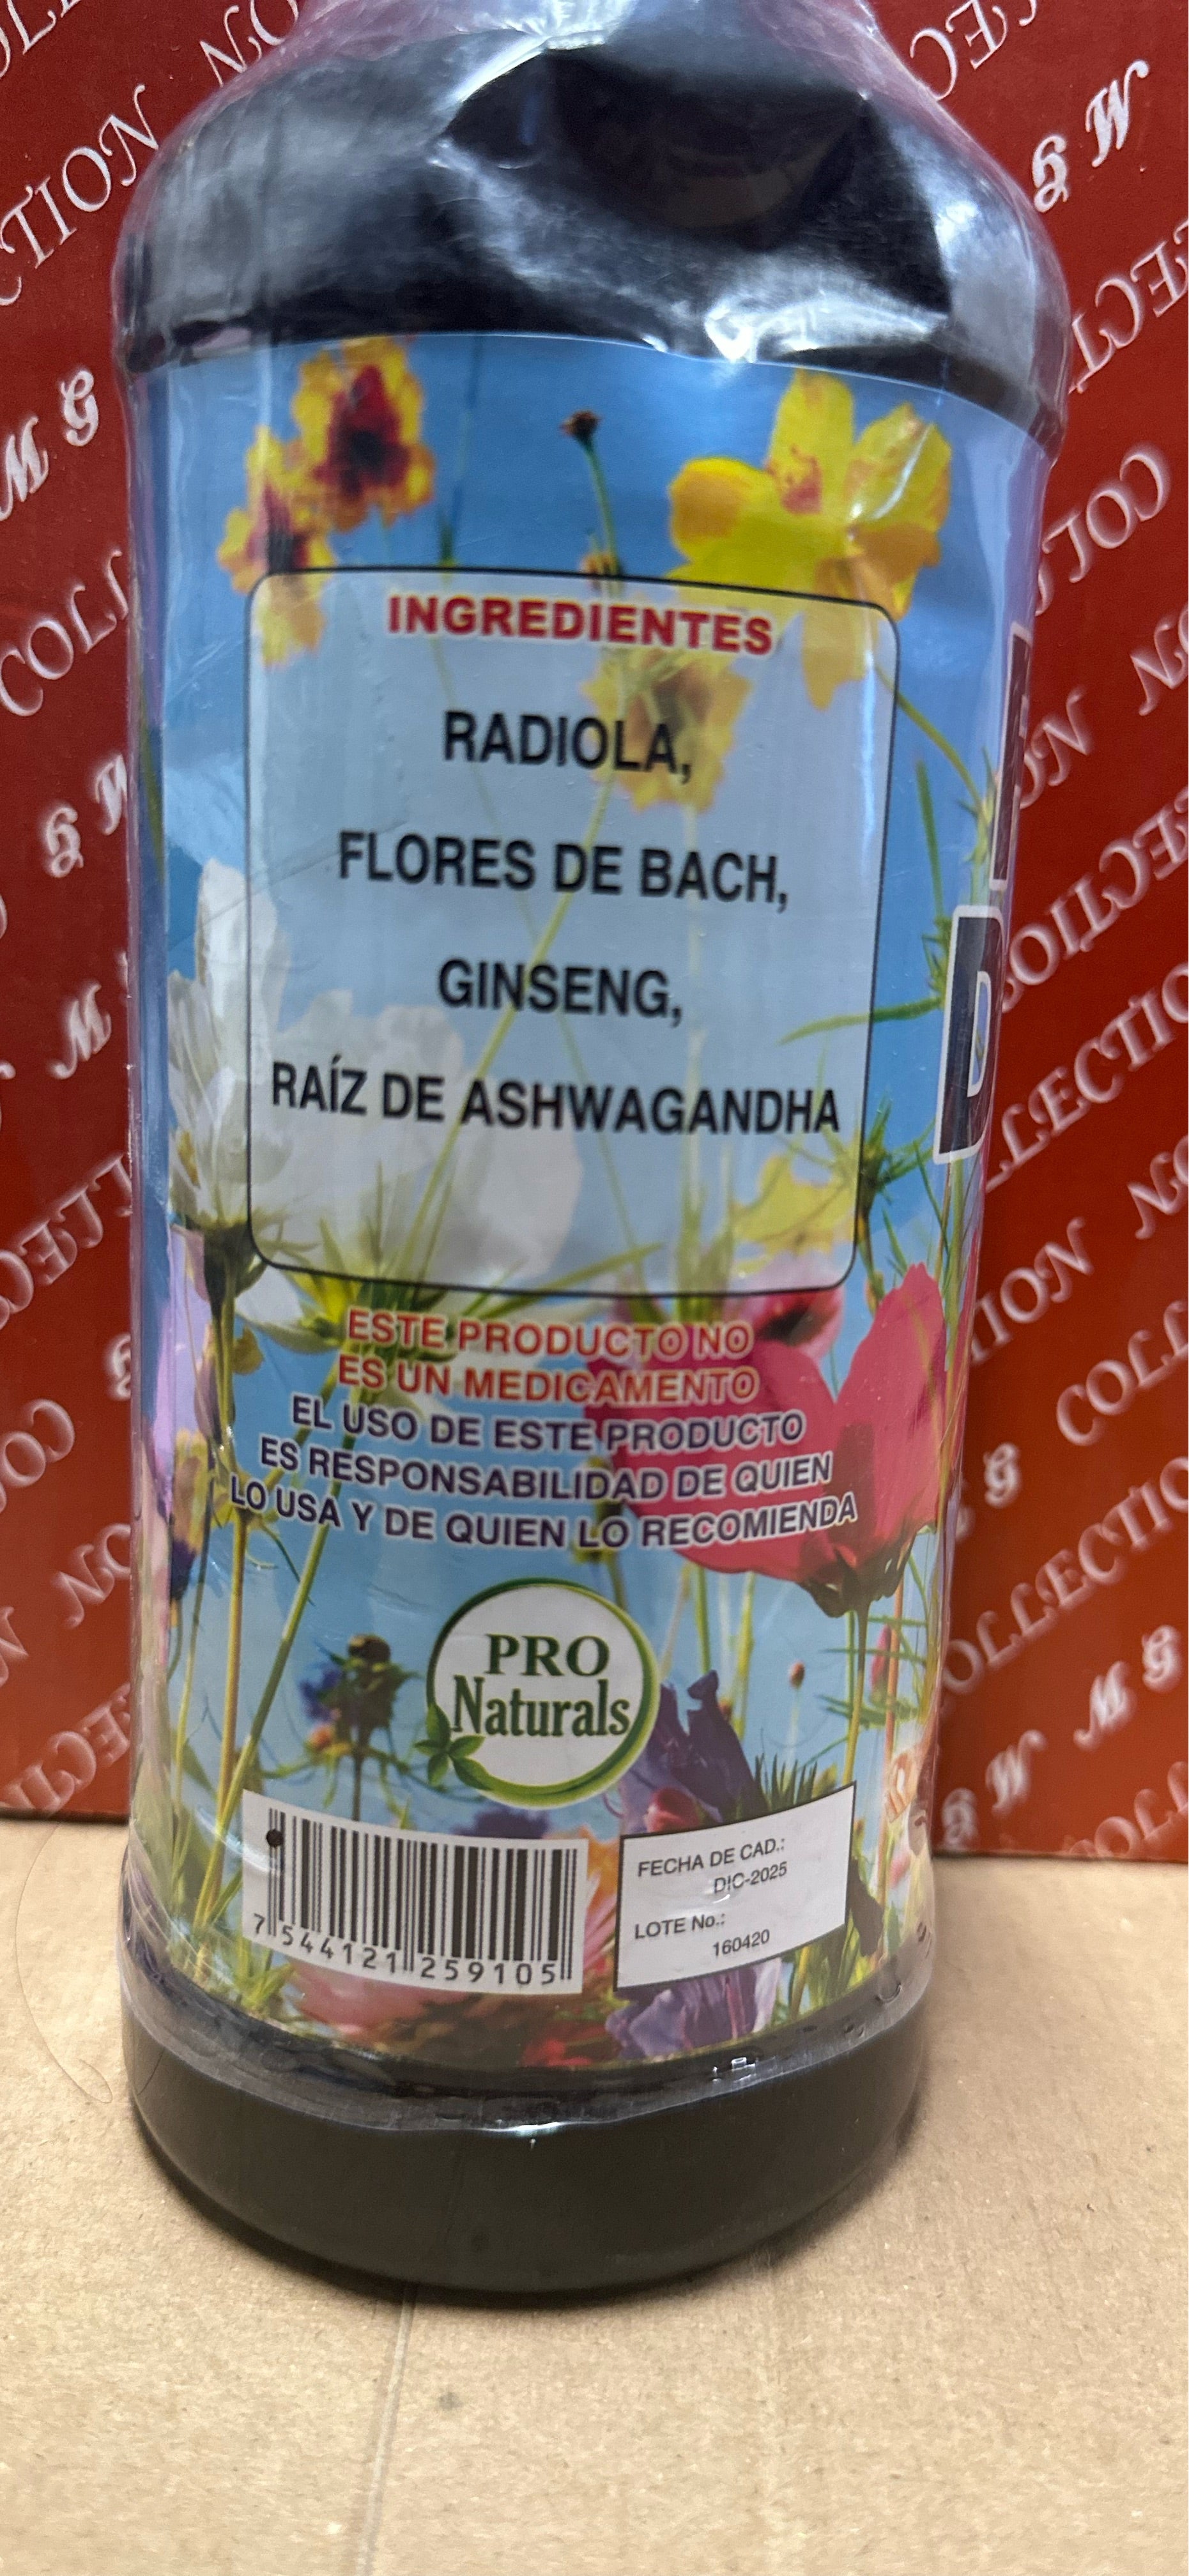 INGREDIENTES
RADIOLA,
FLORES DE BACH,
GINSENG,
RAÍZ DE ASHWAGANDHA
D
ESTE PRODUCTO NO
ES UN MEDICAMENTO
EL USO DE ESTE PRODUCTO
ES RESPONSABILIDAD DE QUIEN
LO USA Y DE QUIEN LO RECOMIENDA
PRO
Naturals
7 544121 259105
FECHA DE CAD.:
DIC-2025
LOTE No.:
160420
M G
COLLECTION
M G
COLLECTION